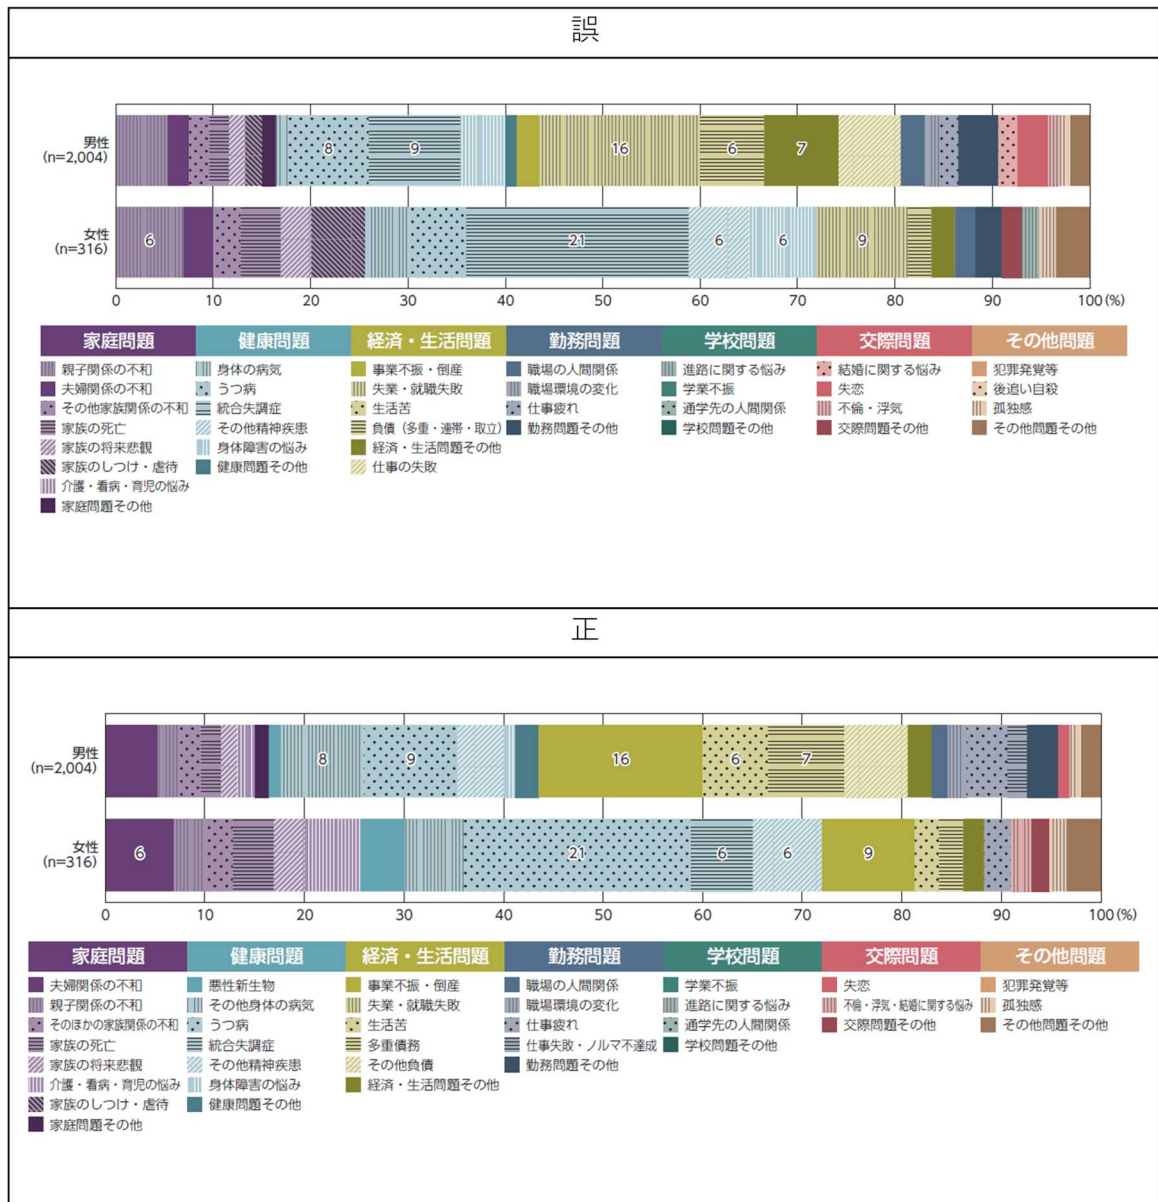 誤
男性
(n=2,004)
8 9 16 6 7
女性
(n=316)
6 21 6 6 9
0 10 20 30 40 50 60 70 80 90 100(%)
家庭問題 健康問題 経済・生活問題 勤務問題 学校問題 交際問題 その他問題
親子関係の不和 身体の病気 事業不振・倒産 職場の人間関係 進路に関する悩み 結婚に関する悩み 犯罪発覚等
夫婦関係の不和 うつ病 失業・就職失敗 職場環境の変化 学業不振 失恋 後追い自殺
その他家族関係の不和 統合失調症 生活苦 仕事疲れ 通学先の人間関係 不倫・浮気 孤独感
家族の死亡 その他精神疾患 負債（多重・連帯・取立） 勤務問題その他 学校問題その他 交際問題その他 その他問題その他
家族の将来悲観 身体障害の悩み 経済・生活問題その他
家族のしつけ・虐待 健康問題その他 仕事の失敗
介護・看病・育児の悩み
家庭問題その他
正
男性
(n=2,004)
8 9 16 6 7
女性
(n=316)
6 21 6 6 9
0 10 20 30 40 50 60 70 80 90 100(%)
家庭問題 健康問題 経済・生活問題 勤務問題 学校問題 交際問題 その他問題
夫婦関係の不和 悪性新生物 事業不振・倒産 職場の人間関係 学業不振 失恋 犯罪発覚等
親子関係の不和 その他身体の病気 失業・就職失敗 職場環境の変化 進路に関する悩み 不倫・浮気・結婚に関する悩み 孤独感
そのほかの家族関係の不和 うつ病 生活苦 仕事疲れ 通学先の人間関係 交際問題その他 その他問題その他
家族の死亡 統合失調症 多重債務 仕事失敗・ノルマ不達成 学校問題その他
家族の将来悲観 その他精神疾患 その他負債 勤務問題その他
介護・看病・育児の悩み 身体障害の悩み 経済・生活問題その他
家族のしつけ・虐待 健康問題その他
家庭問題その他